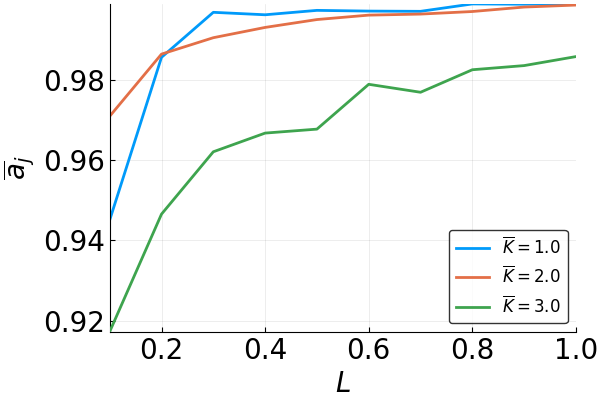 0.98
0.96
0.94
0.92
a̅ⱼ
0.2 0.4 0.6 0.8 1.0
L
K̅ = 1.0
K̅ = 2.0
K̅ = 3.0